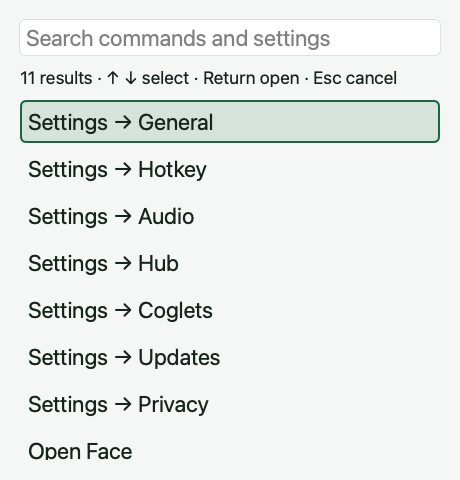 Search commands and settings
11 results · ↑ ↓ select · Return open · Esc cancel
Settings → General
Settings → Hotkey
Settings → Audio
Settings → Hub
Settings → Coglets
Settings → Updates
Settings → Privacy
Open Face